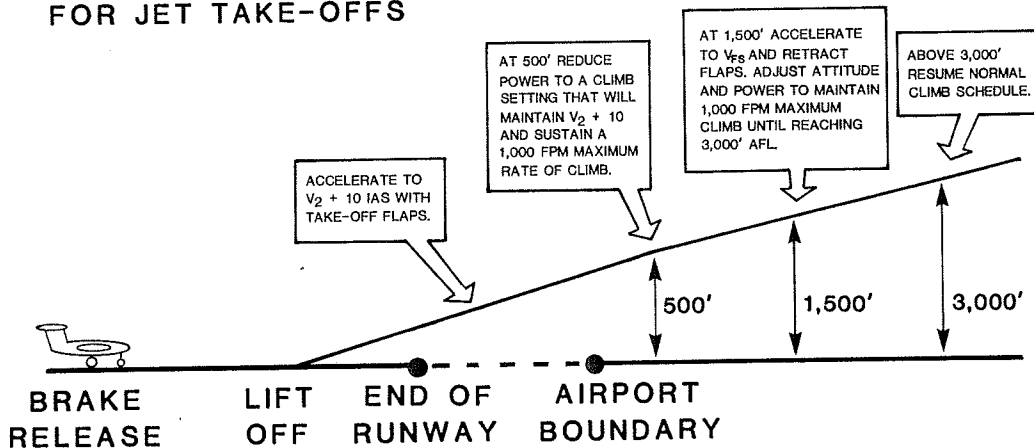 FOR JET TAKE-OFFS
ACCELERATE TO
V₂ + 10 IAS WITH
TAKE-OFF FLAPS.
AT 500′ REDUCE
POWER TO A CLIMB
SETTING THAT WILL
MAINTAIN V₂ + 10
AND SUSTAIN A
1,000 FPM MAXIMUM
RATE OF CLIMB.
AT 1,500′ ACCELERATE
TO V_FS AND RETRACT
FLAPS. ADJUST ATTITUDE
AND POWER TO MAINTAIN
1,000 FPM MAXIMUM
CLIMB UNTIL REACHING
3,000′ AFL.
ABOVE 3,000′
RESUME NORMAL
CLIMB SCHEDULE.
500′
1,500′
3,000′
BRAKE
RELEASE
LIFT
OFF
END OF
RUNWAY
AIRPORT
BOUNDARY